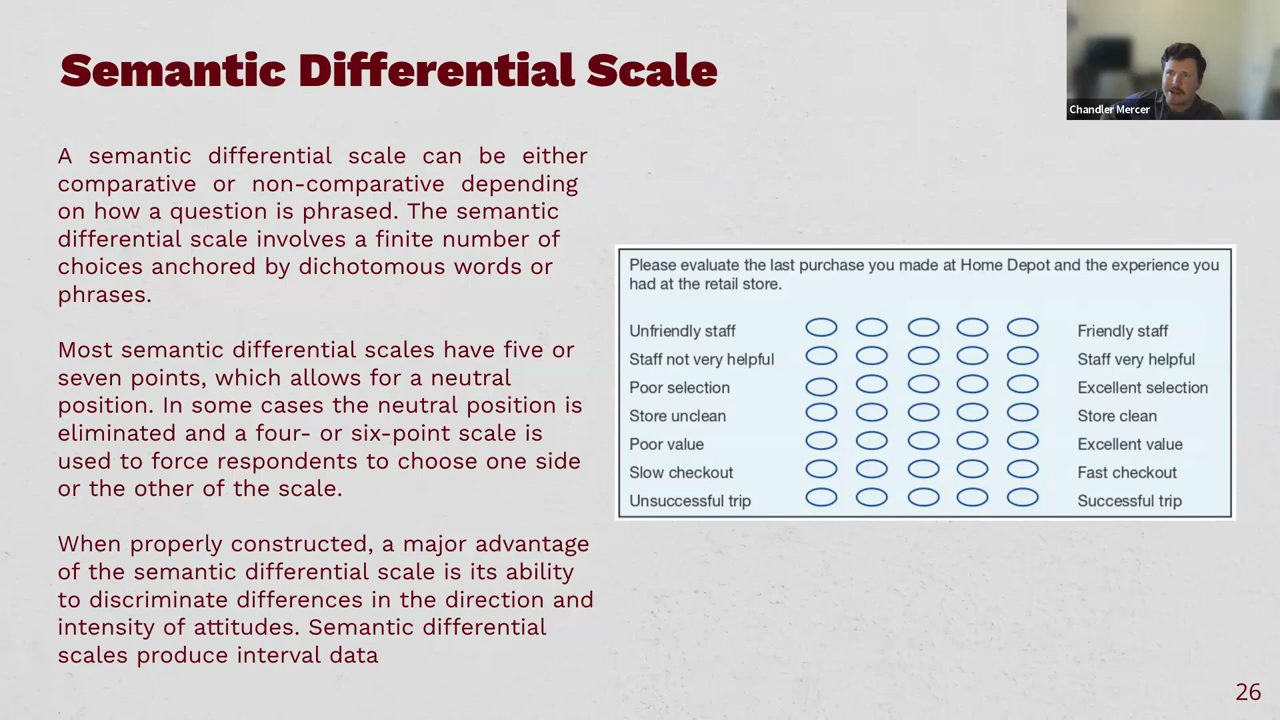 Semantic Differential Scale
Chandler Mercer
A semantic differential scale can be either
comparative or non-comparative depending
on how a question is phrased. The semantic
differential scale involves a finite number of
choices anchored by dichotomous words or
phrases.
Most semantic differential scales have five or
seven points, which allows for a neutral
position. In some cases the neutral position is
eliminated and a four- or six-point scale is
used to force respondents to choose one side
or the other of the scale.
When properly constructed, a major advantage
of the semantic differential scale is its ability
to discriminate differences in the direction and
intensity of attitudes. Semantic differential
scales produce interval data
Please evaluate the last purchase you made at Home Depot and the experience you
had at the retail store.
Unfriendly staff Friendly staff
Staff not very helpful Staff very helpful
Poor selection Excellent selection
Store unclean Store clean
Poor value Excellent value
Slow checkout Fast checkout
Unsuccessful trip Successful trip
26